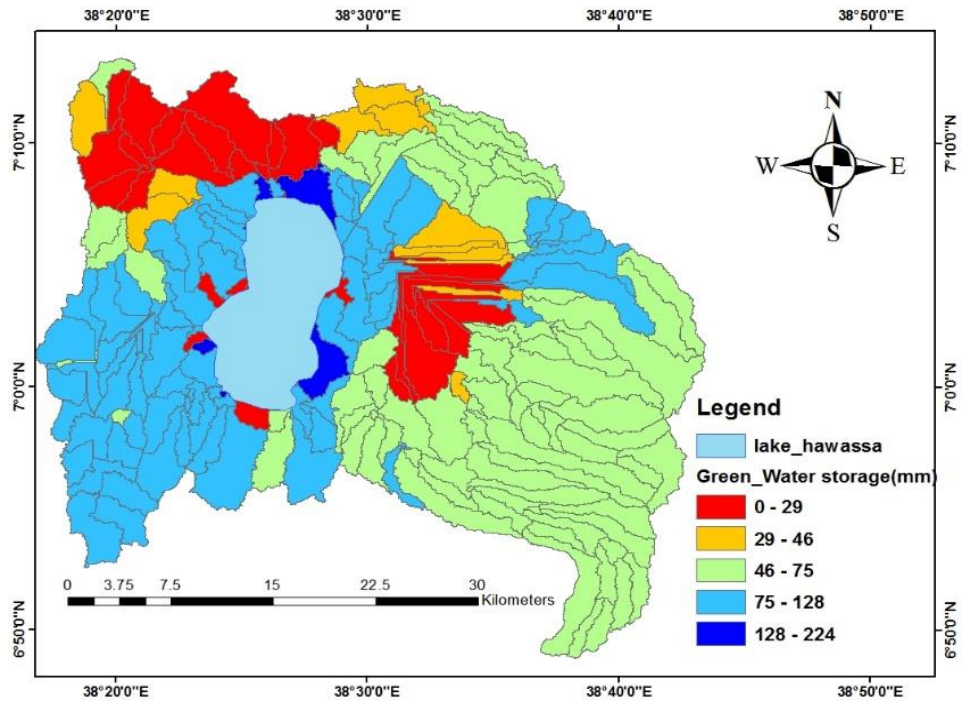 38°20'0"E 38°30'0"E 38°40'0"E 38°50'0"E
7°10'0"N 7°10'0"N
N
W E
S
7°0'0"N 7°0'0"N
Legend
lake_hawassa
Green_Water storage(mm)
0 - 29
29 - 46
46 - 75
75 - 128
128 - 224
0 3.75 7.5 15 22.5 30
Kilometers
6°50'0"N 6°50'0"N
38°20'0"E 38°30'0"E 38°40'0"E 38°50'0"E